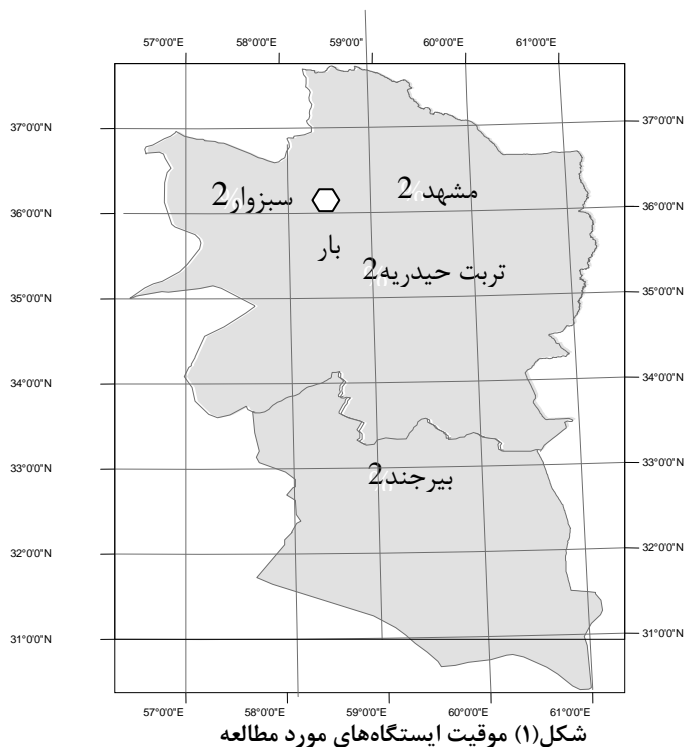 57°0'0"E 58°0'0"E 59°0'0"E 60°0'0"E 61°0'0"E
37°0'0"N 37°0'0"N
مشهد2
سبزوار2
36°0'0"N 36°0'0"N
بار
تربت حیدریه2
35°0'0"N 35°0'0"N
34°0'0"N 34°0'0"N
33°0'0"N 33°0'0"N
بیرجند2
32°0'0"N 32°0'0"N
31°0'0"N 31°0'0"N
57°0'0"E 58°0'0"E 59°0'0"E 60°0'0"E 61°0'0"E
شکل(۱) موقیت ایستگاه‌های مورد مطالعه